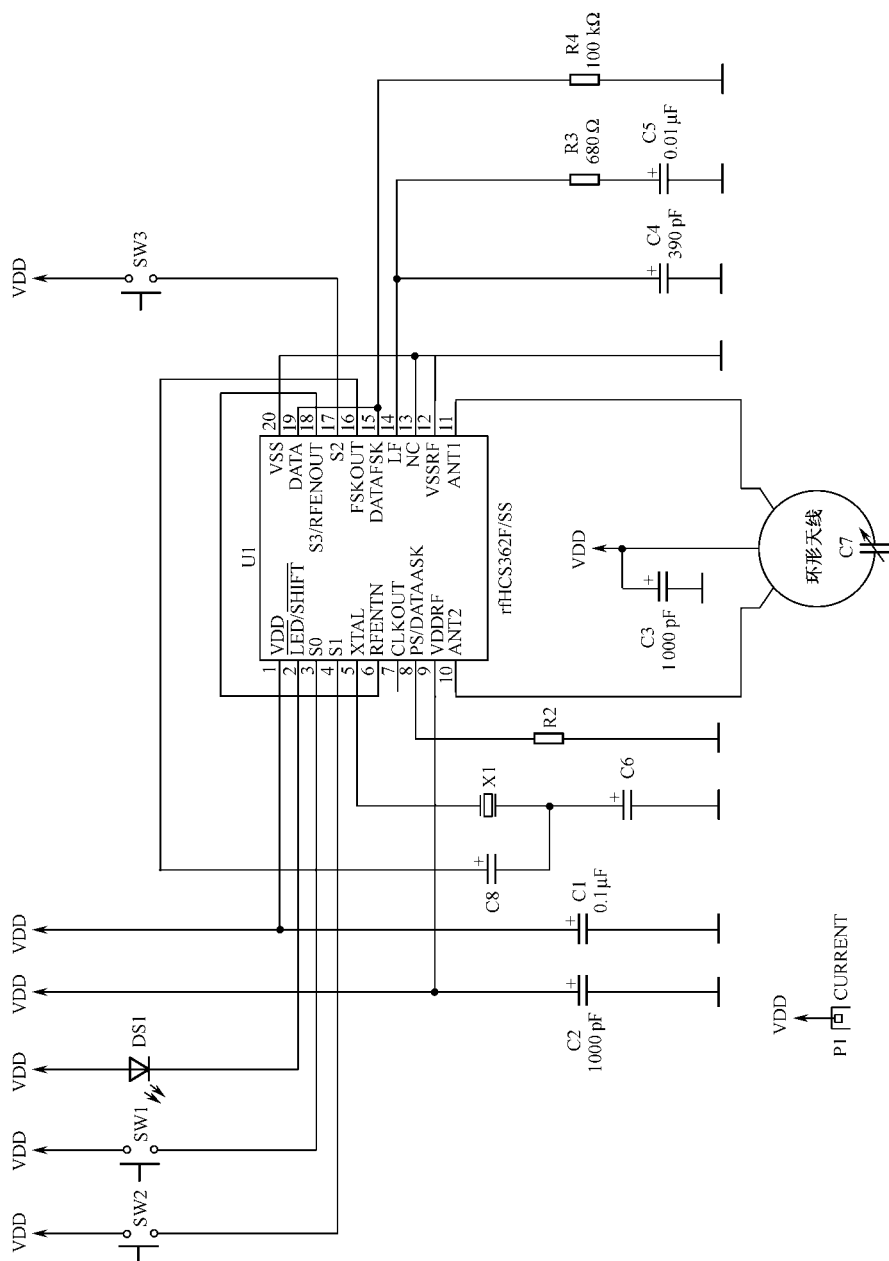 VDD
SW3
R4
100 kΩ
R3
680 Ω
C5
0.01 μF
+
C4
390 pF
+
U1
20
19
18
17
16
15
14
13
12
11
VSS
DATA
S3/RFENOUT
S2
FSKOUT
DATAFSK
LF
NC
VSSRF
ANT1
VDD
LED/SHIFT
S0
S1
XTAL
RFENTN
CLKOUT
PS/DATAASK
VDDRF
ANT2
1
2
3
4
5
6
7
8
9
10
rfHCS362F/SS
VDD
+
C3
1000 pF
环形天线
C7
R2
X1
+
C6
+
C8
VDD
+
C1
0.1 μF
VDD
+
C2
1000 pF
VDD
DS1
VDD
SW1
VDD
SW2
VDD
P1
CURRENT